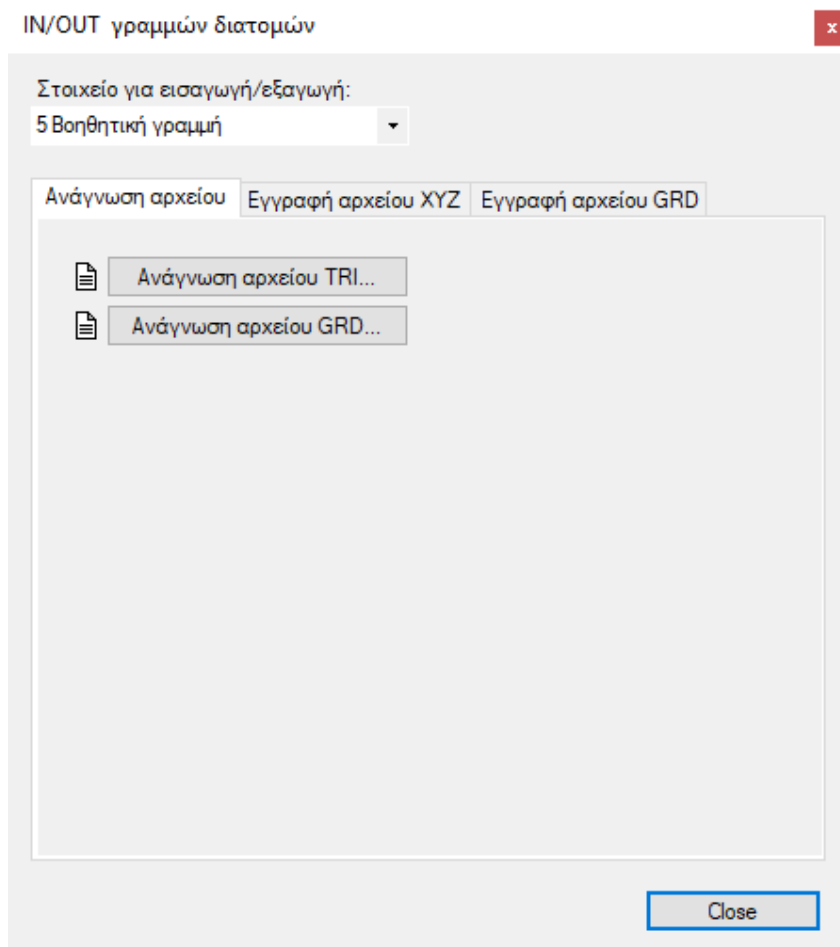 IN/OUT γραμμών διατομών
x
Στοιχείο για εισαγωγή/εξαγωγή:
5 Βοηθητική γραμμή
Ανάγνωση αρχείου Εγγραφή αρχείου XYZ Εγγραφή αρχείου GRD
Ανάγνωση αρχείου TRI...
Ανάγνωση αρχείου GRD...
Close